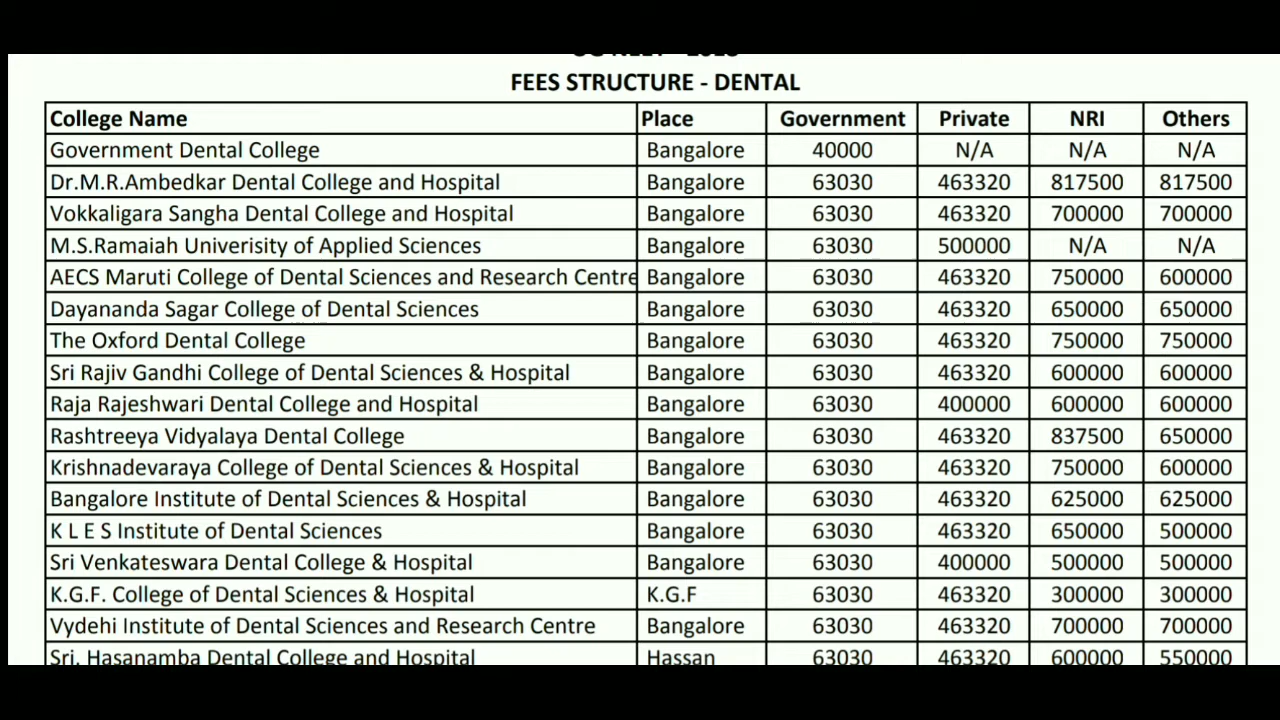 FEES STRUCTURE - DENTAL
College Name Place Government Private NRI Others
Government Dental College Bangalore 40000 N/A N/A N/A
Dr.M.R.Ambedkar Dental College and Hospital Bangalore 63030 463320 817500 817500
Vokkaligara Sangha Dental College and Hospital Bangalore 63030 463320 700000 700000
M.S.Ramaiah Univerisity of Applied Sciences Bangalore 63030 500000 N/A N/A
AECS Maruti College of Dental Sciences and Research Centre Bangalore 63030 463320 750000 600000
Dayananda Sagar College of Dental Sciences Bangalore 63030 463320 650000 650000
The Oxford Dental College Bangalore 63030 463320 750000 750000
Sri Rajiv Gandhi College of Dental Sciences & Hospital Bangalore 63030 463320 600000 600000
Raja Rajeshwari Dental College and Hospital Bangalore 63030 400000 600000 600000
Rashtreeya Vidyalaya Dental College Bangalore 63030 463320 837500 650000
Krishnadevaraya College of Dental Sciences & Hospital Bangalore 63030 463320 750000 600000
Bangalore Institute of Dental Sciences & Hospital Bangalore 63030 463320 625000 625000
K L E S Institute of Dental Sciences Bangalore 63030 463320 650000 500000
Sri Venkateswara Dental College & Hospital Bangalore 63030 400000 500000 500000
K.G.F. College of Dental Sciences & Hospital K.G.F 63030 463320 300000 300000
Vydehi Institute of Dental Sciences and Research Centre Bangalore 63030 463320 700000 700000
Sri. Hasanamba Dental College and Hospital Hassan 63030 463320 600000 550000